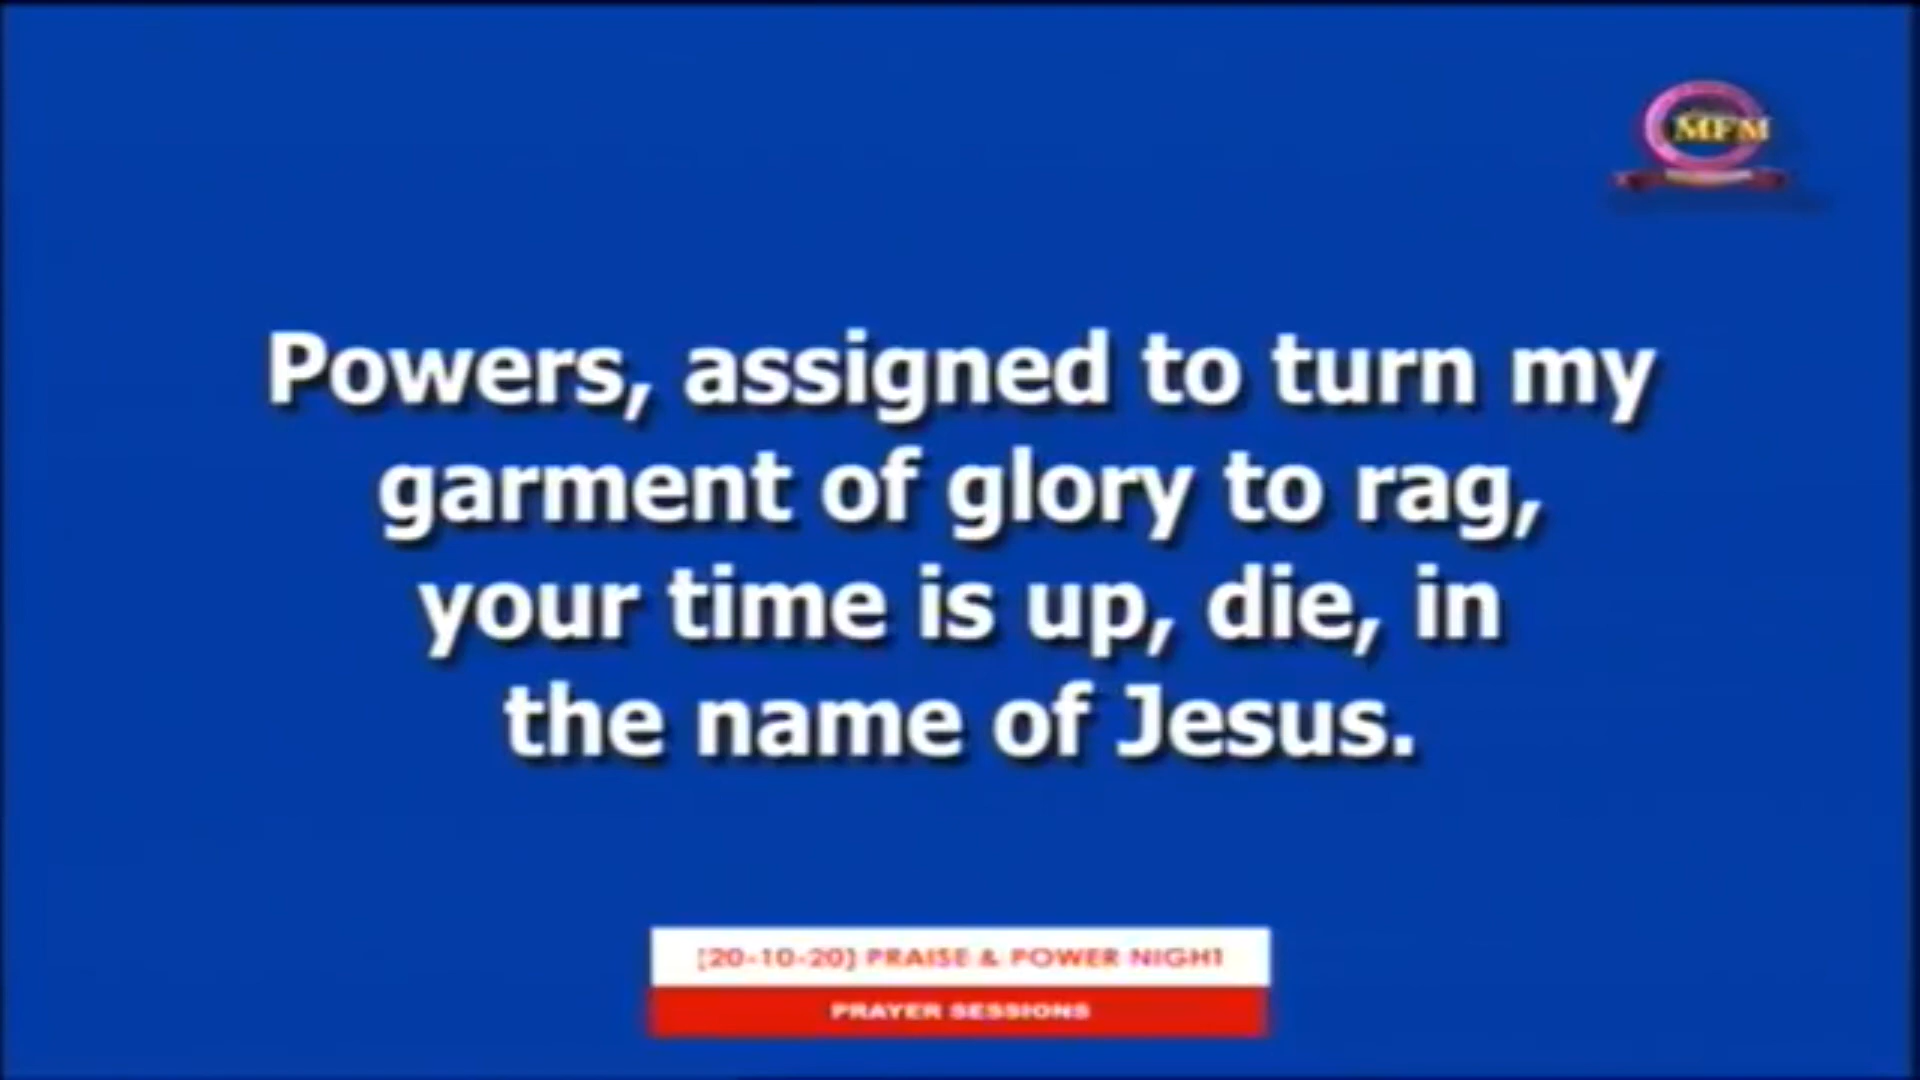 MFM
Powers, assigned to turn my
garment of glory to rag,
your time is up, die, in
the name of Jesus.
[20-10-20] PRAISE & POWER NIGHT
PRAYER SESSIONS